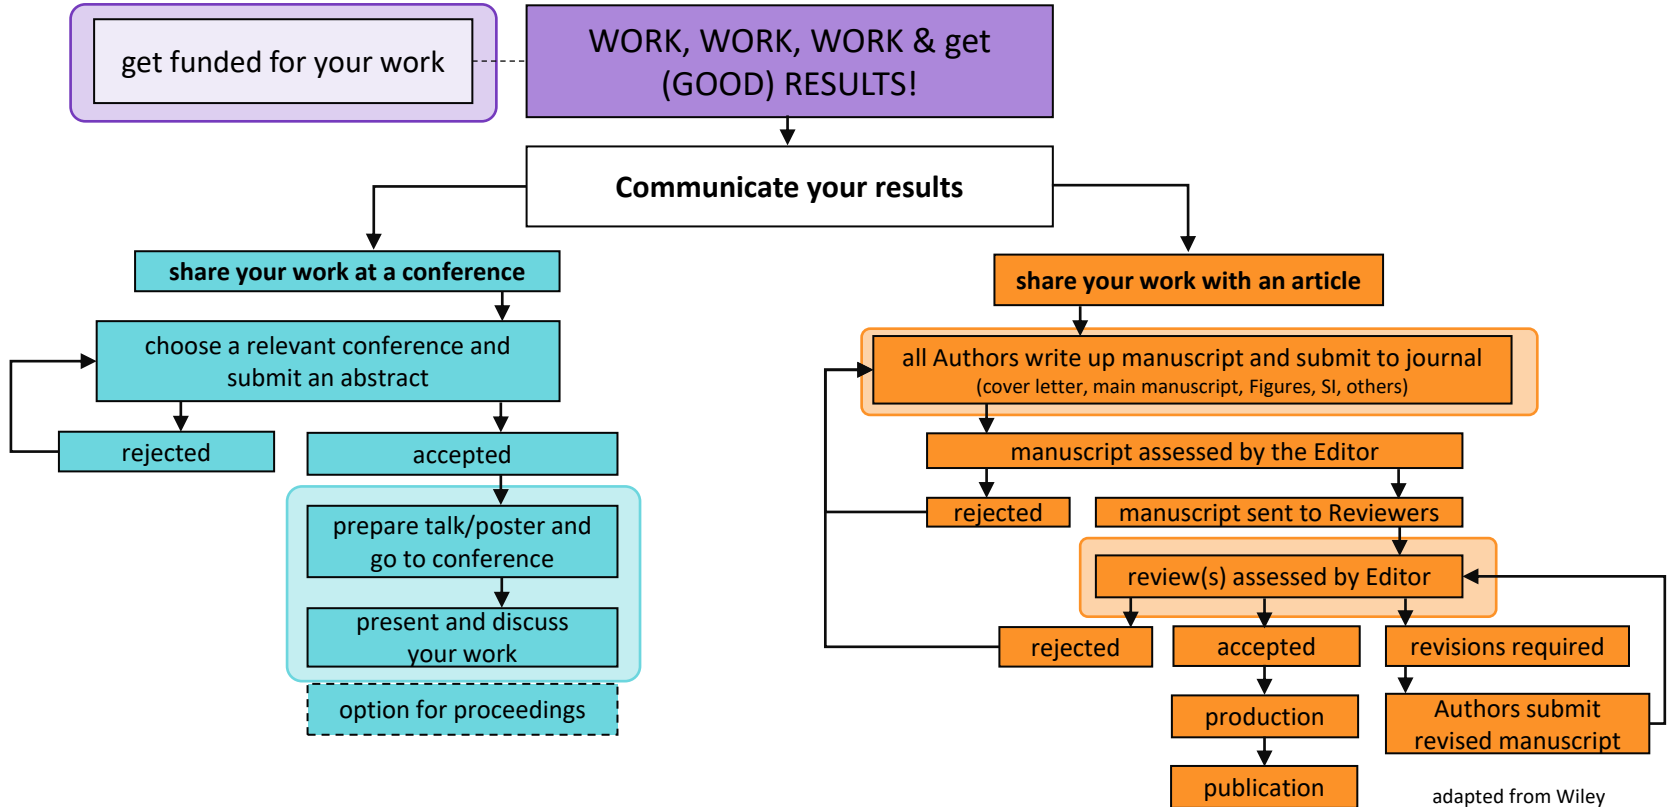 get funded for your work
WORK, WORK, WORK & get
(GOOD) RESULTS!
Communicate your results
share your work at a conference
choose a relevant conference and
submit an abstract
rejected
accepted
prepare talk/poster and
go to conference
present and discuss
your work
option for proceedings
share your work with an article
all Authors write up manuscript and submit to journal
(cover letter, main manuscript, Figures, SI, others)
manuscript assessed by the Editor
rejected
manuscript sent to Reviewers
review(s) assessed by Editor
rejected
accepted
revisions required
production
Authors submit
revised manuscript
publication
adapted from Wiley